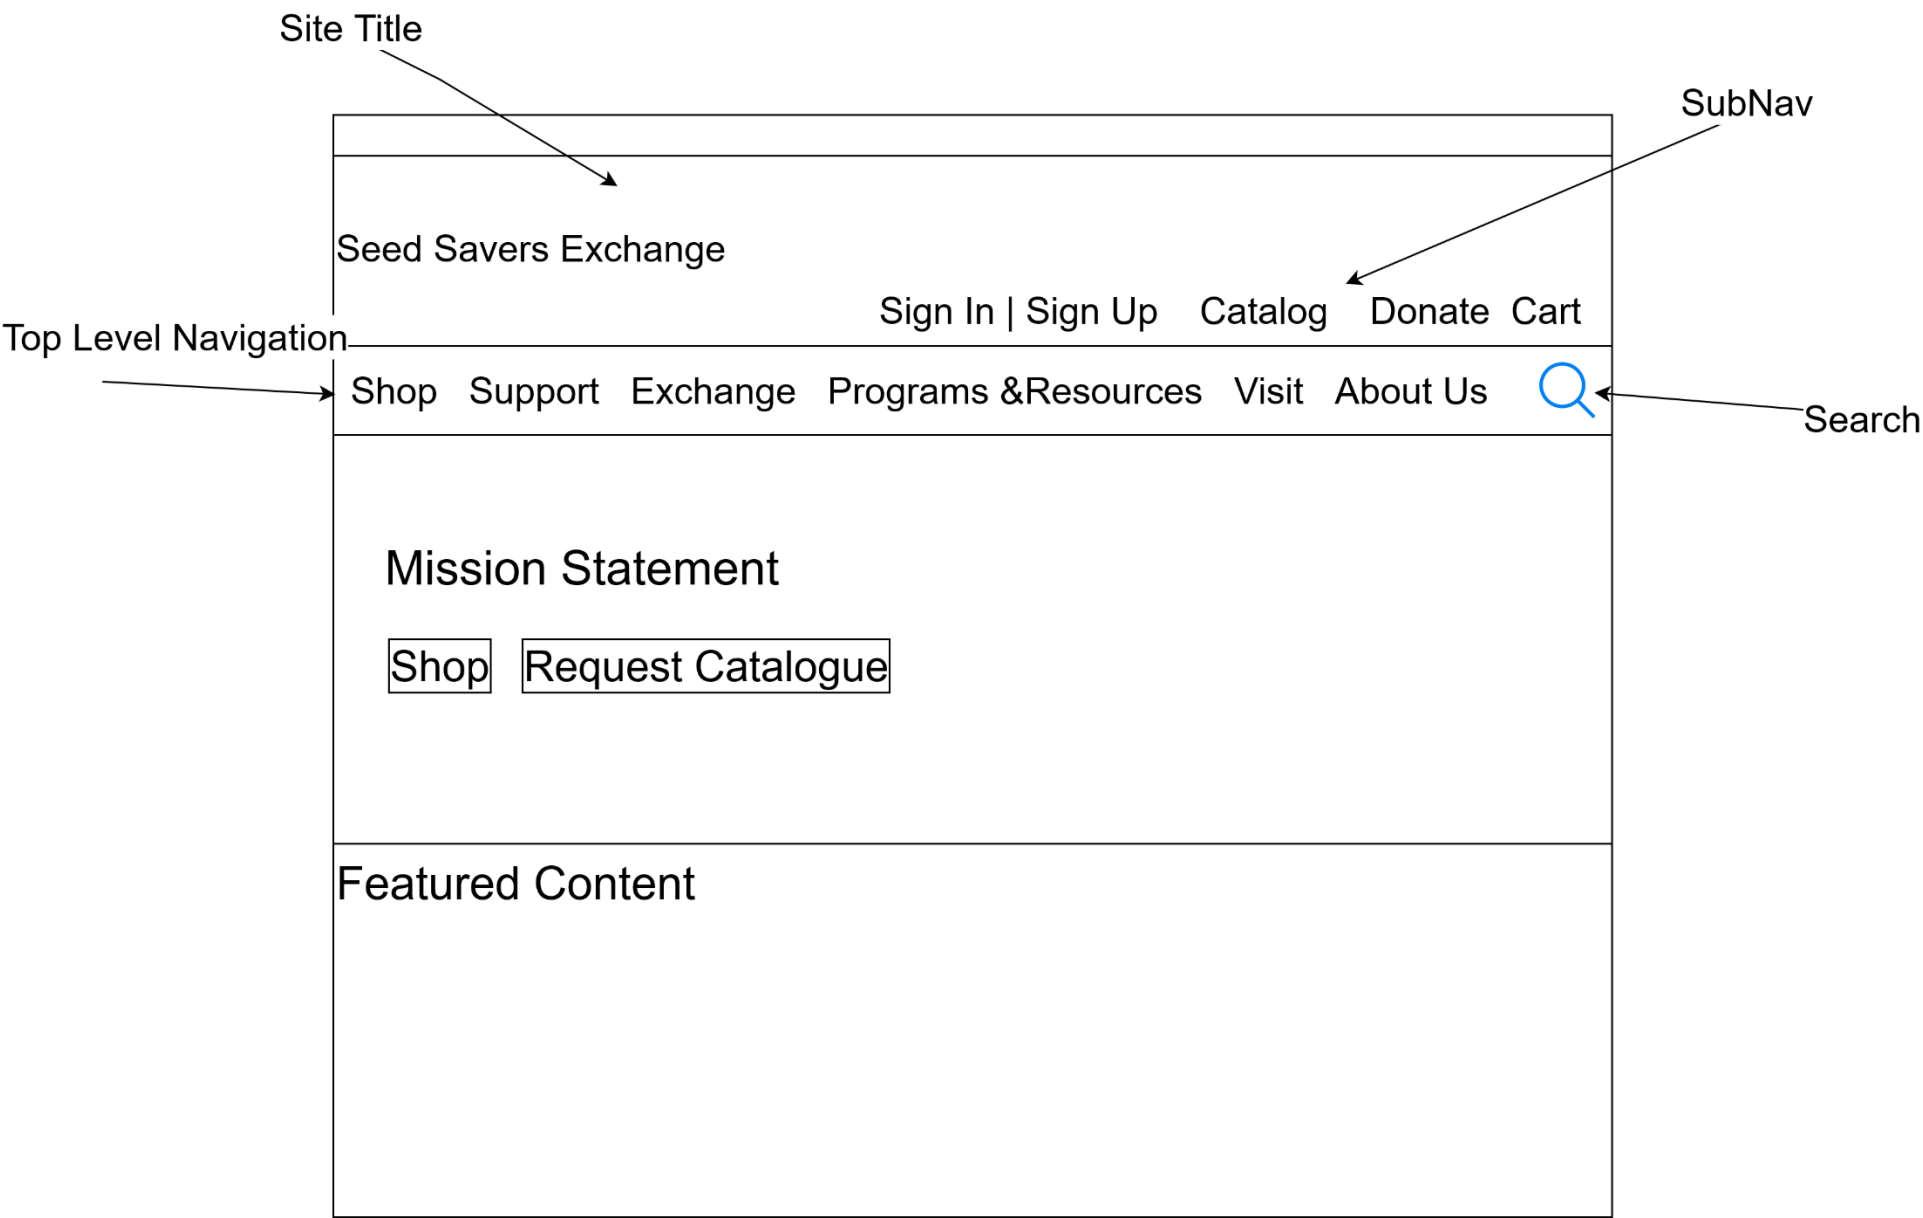 Site Title
SubNav
Seed Savers Exchange
Sign In | Sign Up Catalog Donate Cart
Top Level Navigation
Shop Support Exchange Programs &Resources Visit About Us
Search
Mission Statement
Shop Request Catalogue
Featured Content